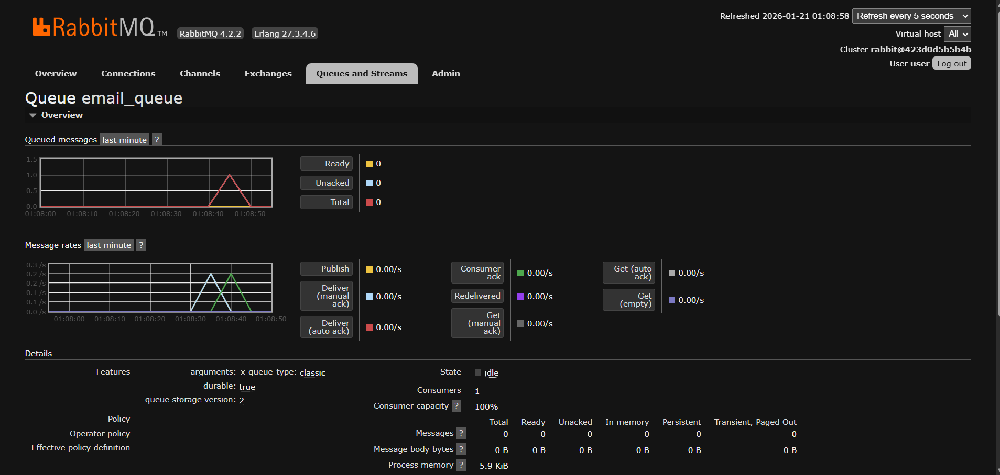 Refreshed 2026-01-21 01:08:58 Refresh every 5 seconds
RabbitMQ TM RabbitMQ 4.2.2 Erlang 27.3.4.6
Virtual host All
Cluster rabbit@423d0d5b5b4b
User user Log out
Overview Connections Channels Exchanges Queues and Streams Admin
Queue email_queue
Overview
Queued messages last minute ?
1.5
1.0
0.5
0.0
01:08:00 01:08:10 01:08:20 01:08:30 01:08:40 01:08:50
Ready 0
Unacked 0
Total 0
Message rates last minute ?
0.3 /s
0.2 /s
0.2 /s
0.1 /s
0.1 /s
0.0 /s
01:08:00 01:08:10 01:08:20 01:08:30 01:08:40 01:08:50
Publish 0.00/s
Deliver
(manual
ack) 0.00/s
Deliver
(auto ack) 0.00/s
Consumer
ack 0.00/s
Redelivered 0.00/s
Get
(manual
ack) 0.00/s
Get (auto
ack) 0.00/s
Get
(empty) 0.00/s
Details
Features arguments: x-queue-type: classic
durable: true
queue storage version: 2
Policy
Operator policy
Effective policy definition
State idle
Consumers 1
Consumer capacity ? 100%
Total Ready Unacked In memory Persistent Transient, Paged Out
Messages ? 0 0 0 0 0 0
Message body bytes ? 0 B 0 B 0 B 0 B 0 B 0 B
Process memory ? 5.9 KiB